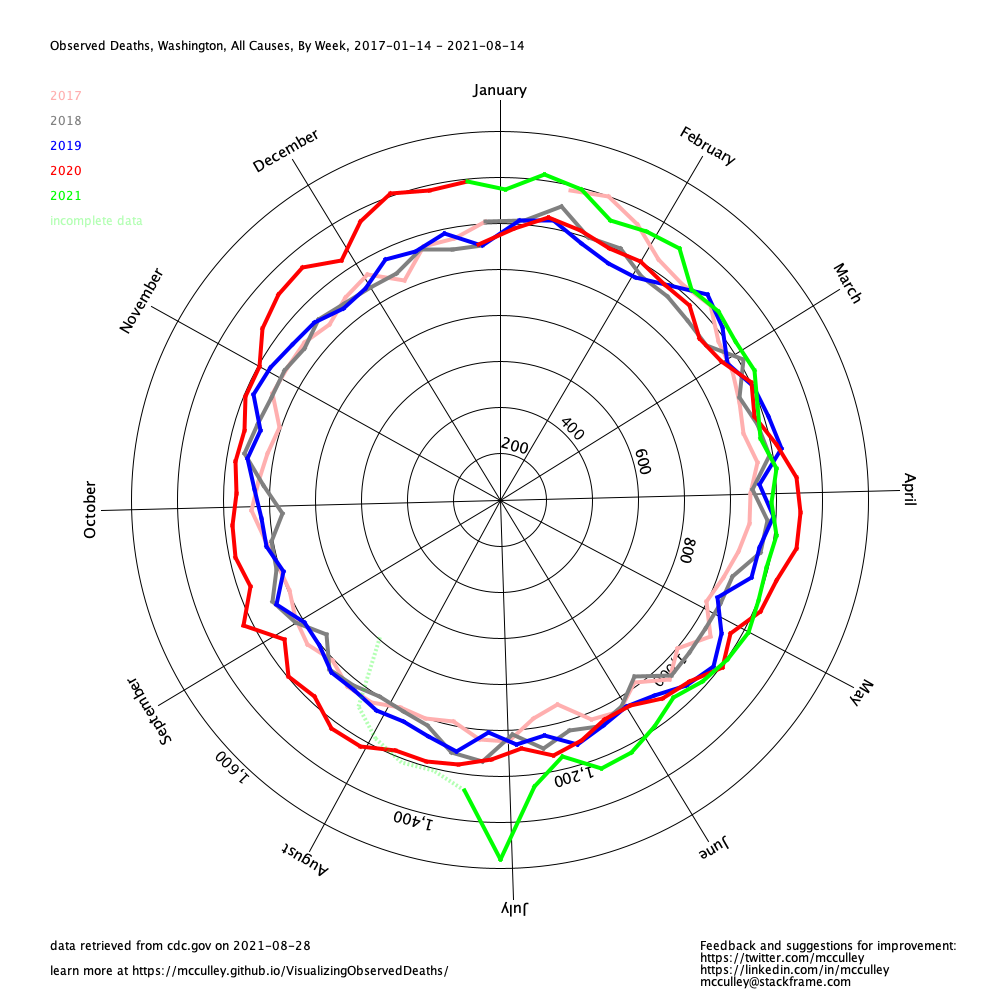 Observed Deaths, Washington, All Causes, By Week, 2017-01-14 - 2021-08-14
2017
2018
2019
2020
2021
incomplete data
January
February
March
April
May
June
July
August
September
October
November
December
200
400
600
800
1,000
1,200
1,400
1,600
data retrieved from cdc.gov on 2021-08-28
learn more at https://mcculley.github.io/VisualizingObservedDeaths/
Feedback and suggestions for improvement:
https://twitter.com/mcculley
https://linkedin.com/in/mcculley
mcculley@stackframe.com